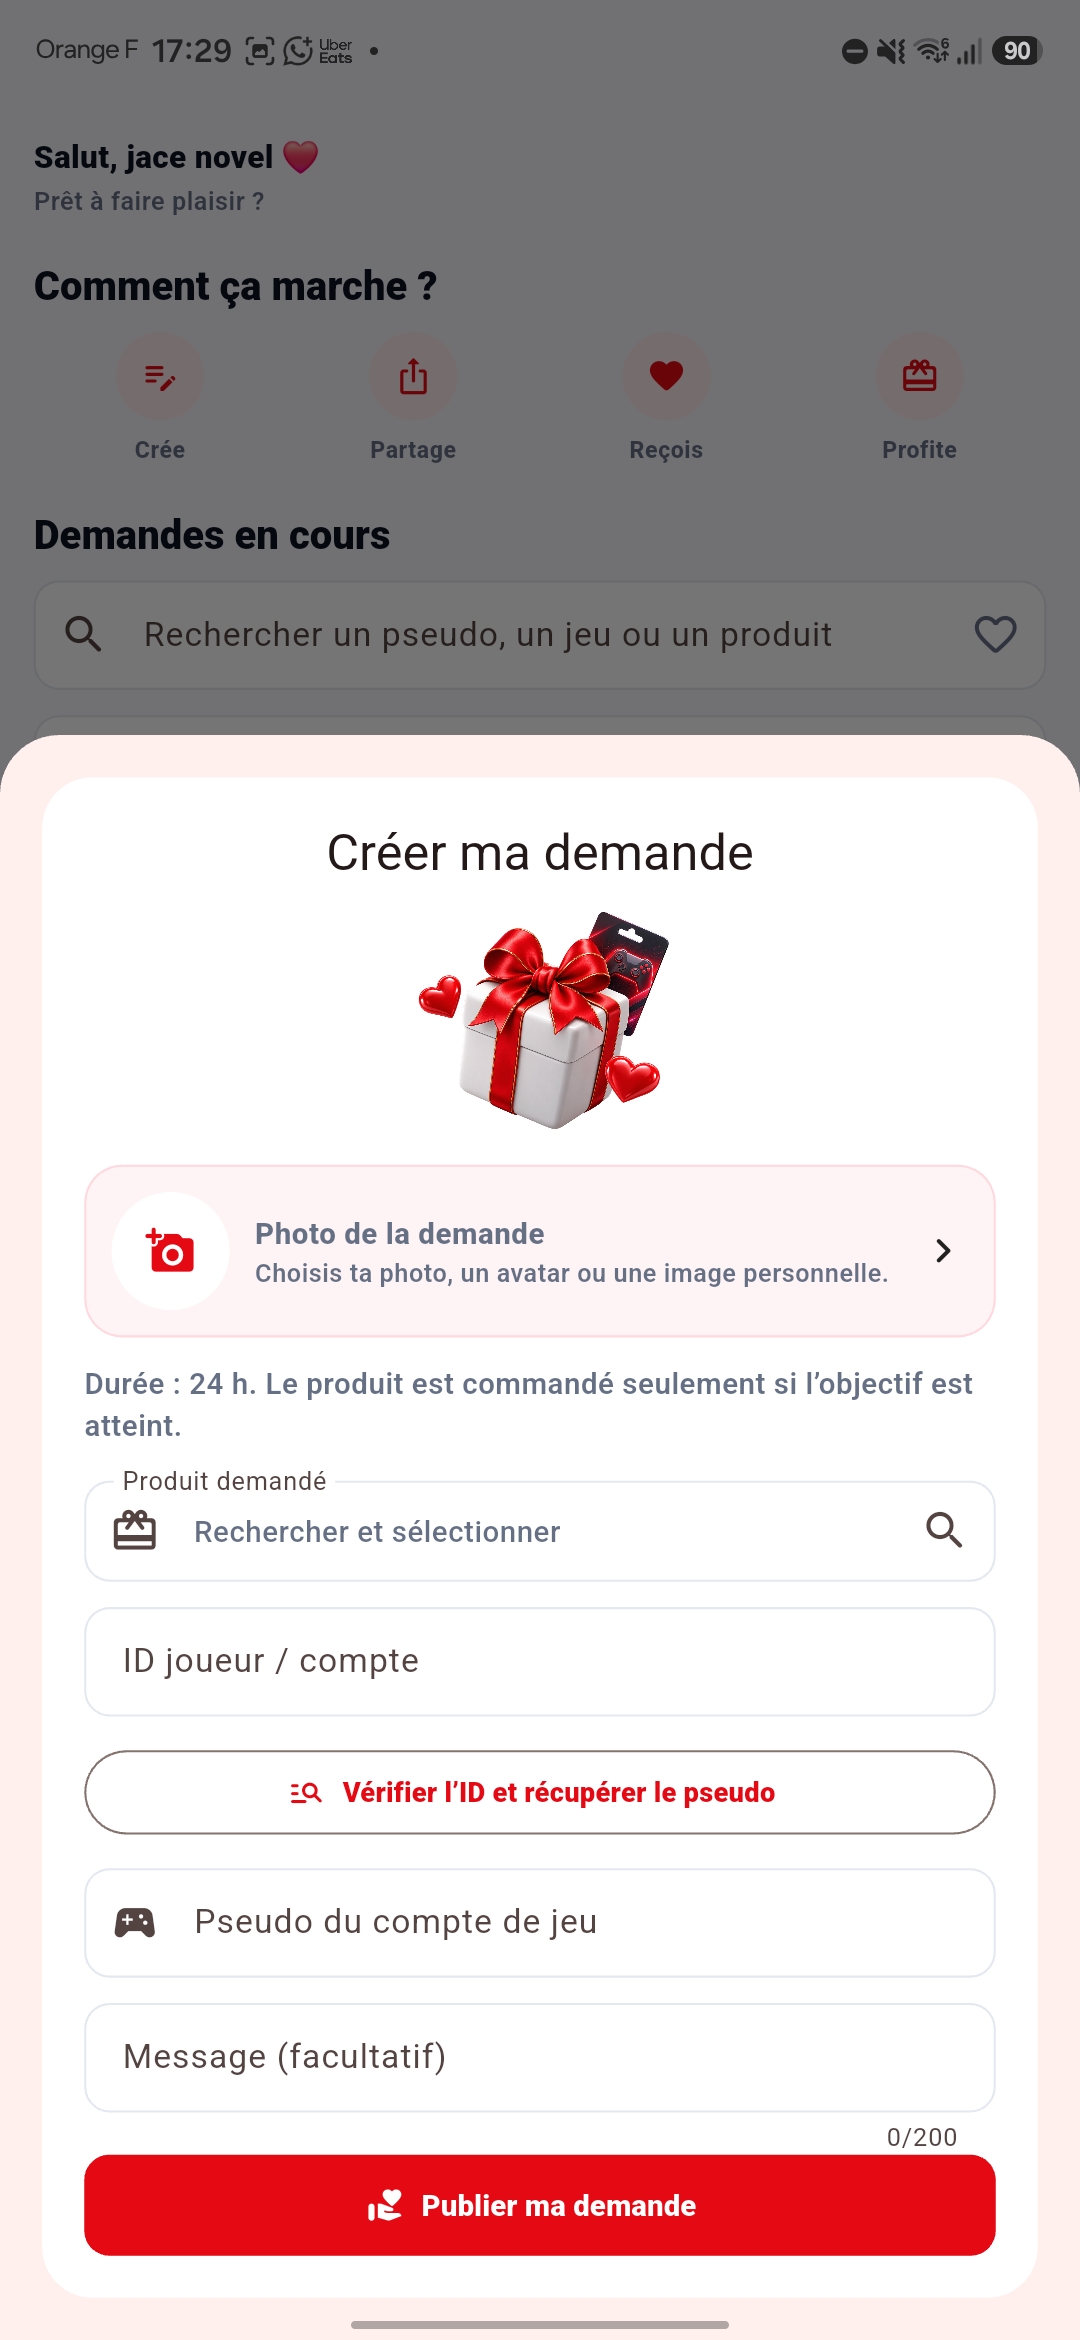 Orange F 17:29 Uber Eats 6 90
Salut, jace novel
Prêt à faire plaisir ?
Comment ça marche ?
Crée Partage Reçois Profite
Demandes en cours
Rechercher un pseudo, un jeu ou un produit
Créer ma demande
Photo de la demande
Choisis ta photo, un avatar ou une image personnelle.
Durée : 24 h. Le produit est commandé seulement si l’objectif est
atteint.
Produit demandé
Rechercher et sélectionner
ID joueur / compte
Vérifier l’ID et récupérer le pseudo
Pseudo du compte de jeu
Message (facultatif)
0/200
Publier ma demande